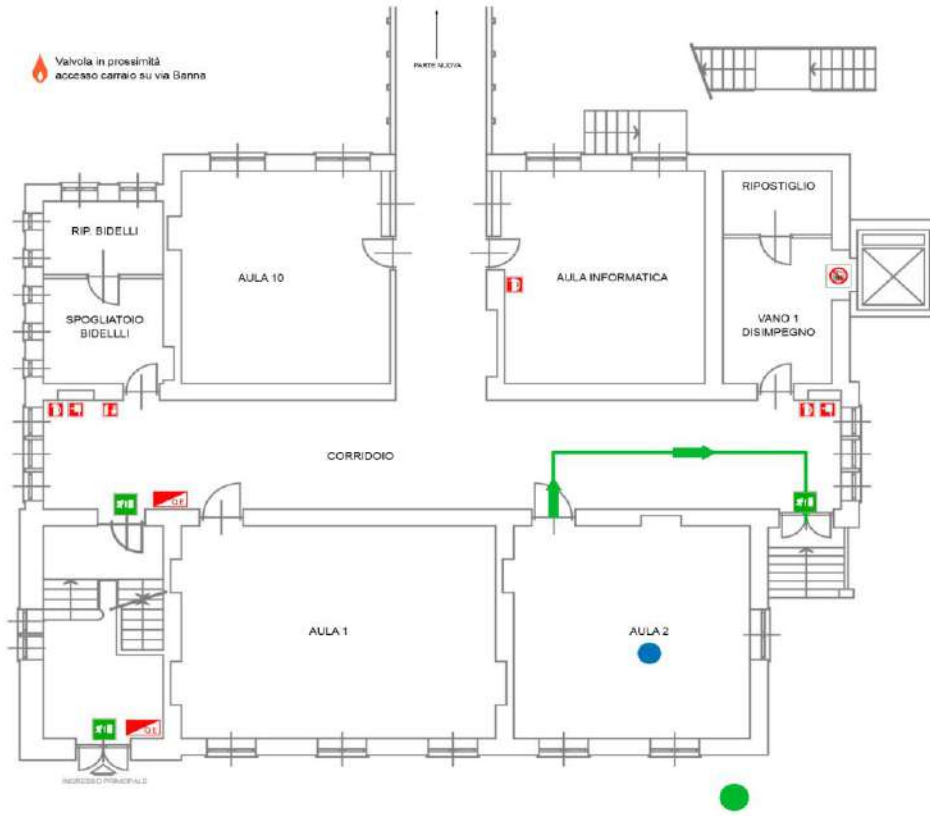 Valvola in prossimità
accesso carraio su via Banna
PARTE NUOVA
RIPOSTIGLIO
RIP. BIDELLI
AULA 10
AULA INFORMATICA
SPOGLIATOIO
BIDELLLI
VANO 1
DISIMPEGNO
CORRIDOIO
Q.E.
AULA 1
AULA 2
Q.E.
INGRESSO PRINCIPALE